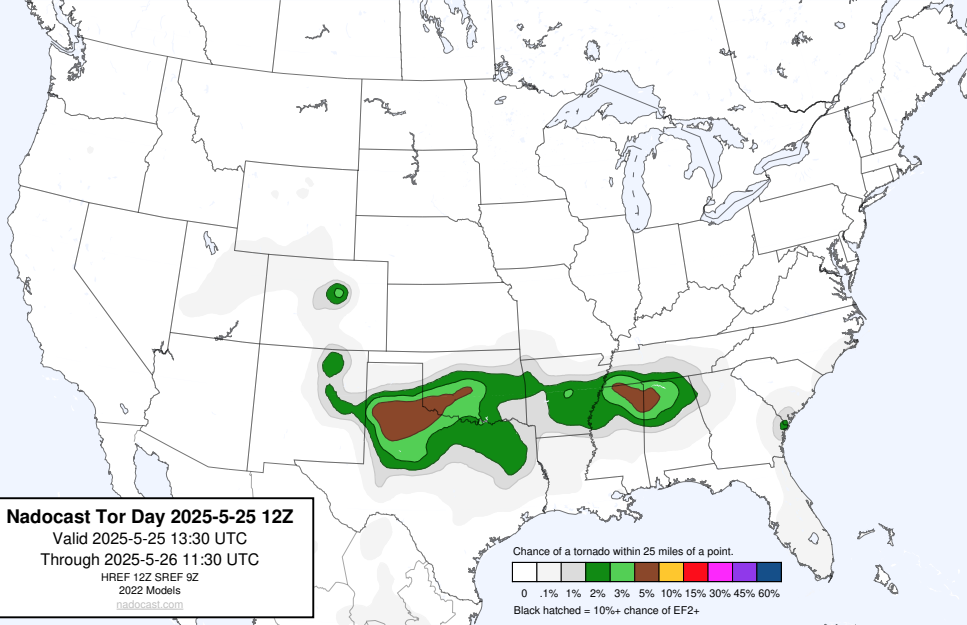 Nadocast Tor Day 2025-5-25 12Z
Valid 2025-5-25 13:30 UTC
Through 2025-5-26 11:30 UTC
HREF 12Z SREF 9Z
2022 Models
nadocast.com
Chance of a tornado within 25 miles of a point.
0 .1% 1% 2% 3% 5% 10% 15% 30% 45% 60%
Black hatched = 10%+ chance of EF2+